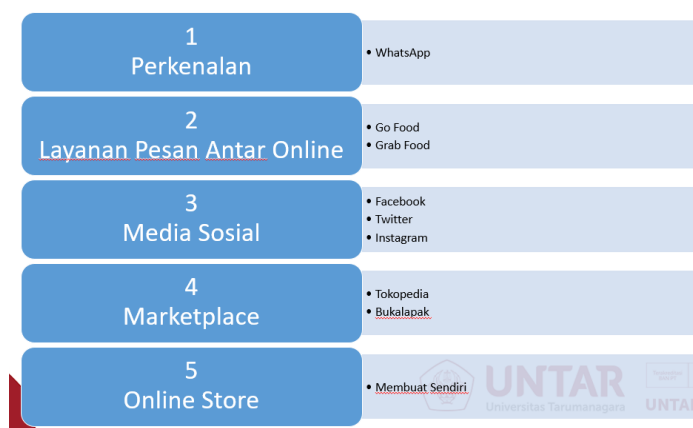 1
Perkenalan
• WhatsApp
2
Layanan Pesan Antar Online
• Go Food
• Grab Food
3
Media Sosial
• Facebook
• Twitter
• Instagram
4
Marketplace
• Tokopedia
• Bukalapak
5
Online Store
• Membuat Sendiri
UNTAR
Universitas Tarumanagara
UNTAR